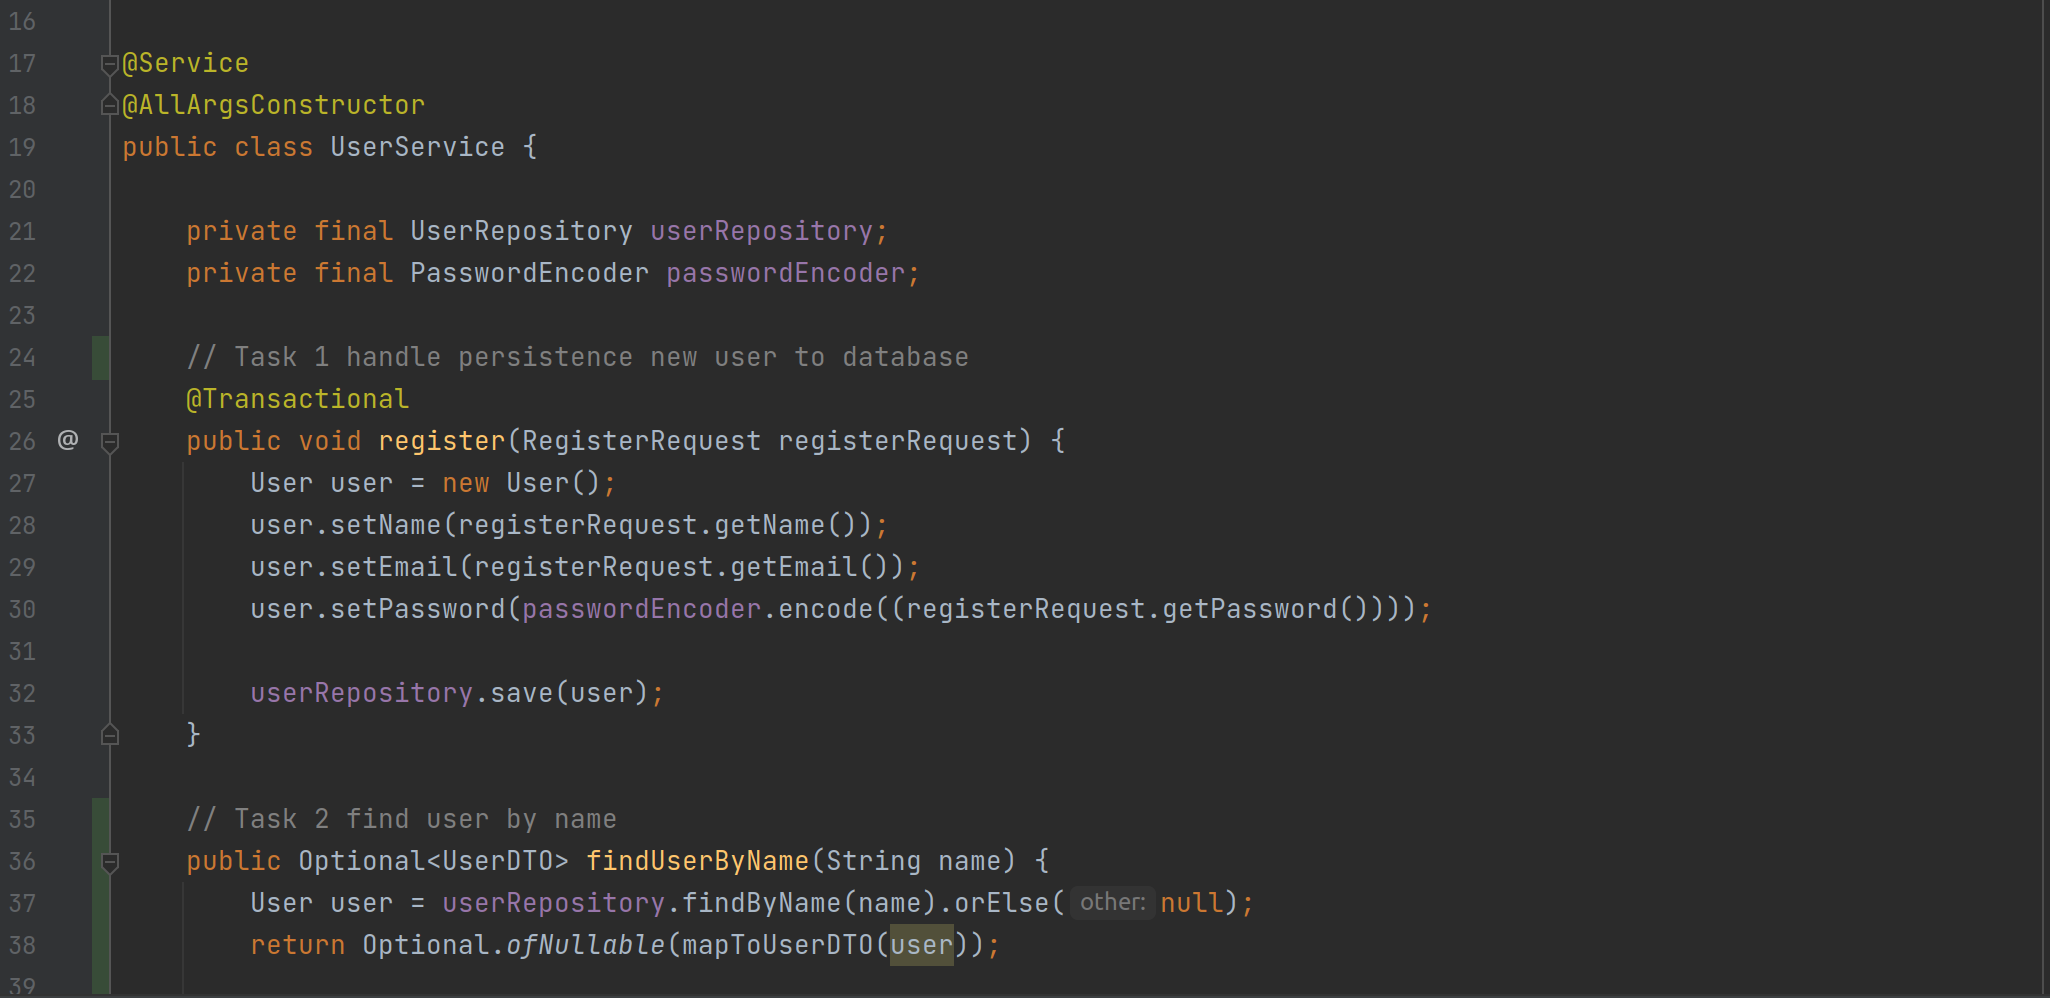 16
17 @Service
18 @AllArgsConstructor
19 public class UserService {
20
21 private final UserRepository userRepository;
22 private final PasswordEncoder passwordEncoder;
23
24 // Task 1 handle persistence new user to database
25 @Transactional
26 @ public void register(RegisterRequest registerRequest) {
27 User user = new User();
28 user.setName(registerRequest.getName());
29 user.setEmail(registerRequest.getEmail());
30 user.setPassword(passwordEncoder.encode((registerRequest.getPassword())));
31
32 userRepository.save(user);
33 }
34
35 // Task 2 find user by name
36 public Optional<UserDTO> findUserByName(String name) {
37 User user = userRepository.findByName(name).orElse( other: null);
38 return Optional.ofNullable(mapToUserDTO(user));
39